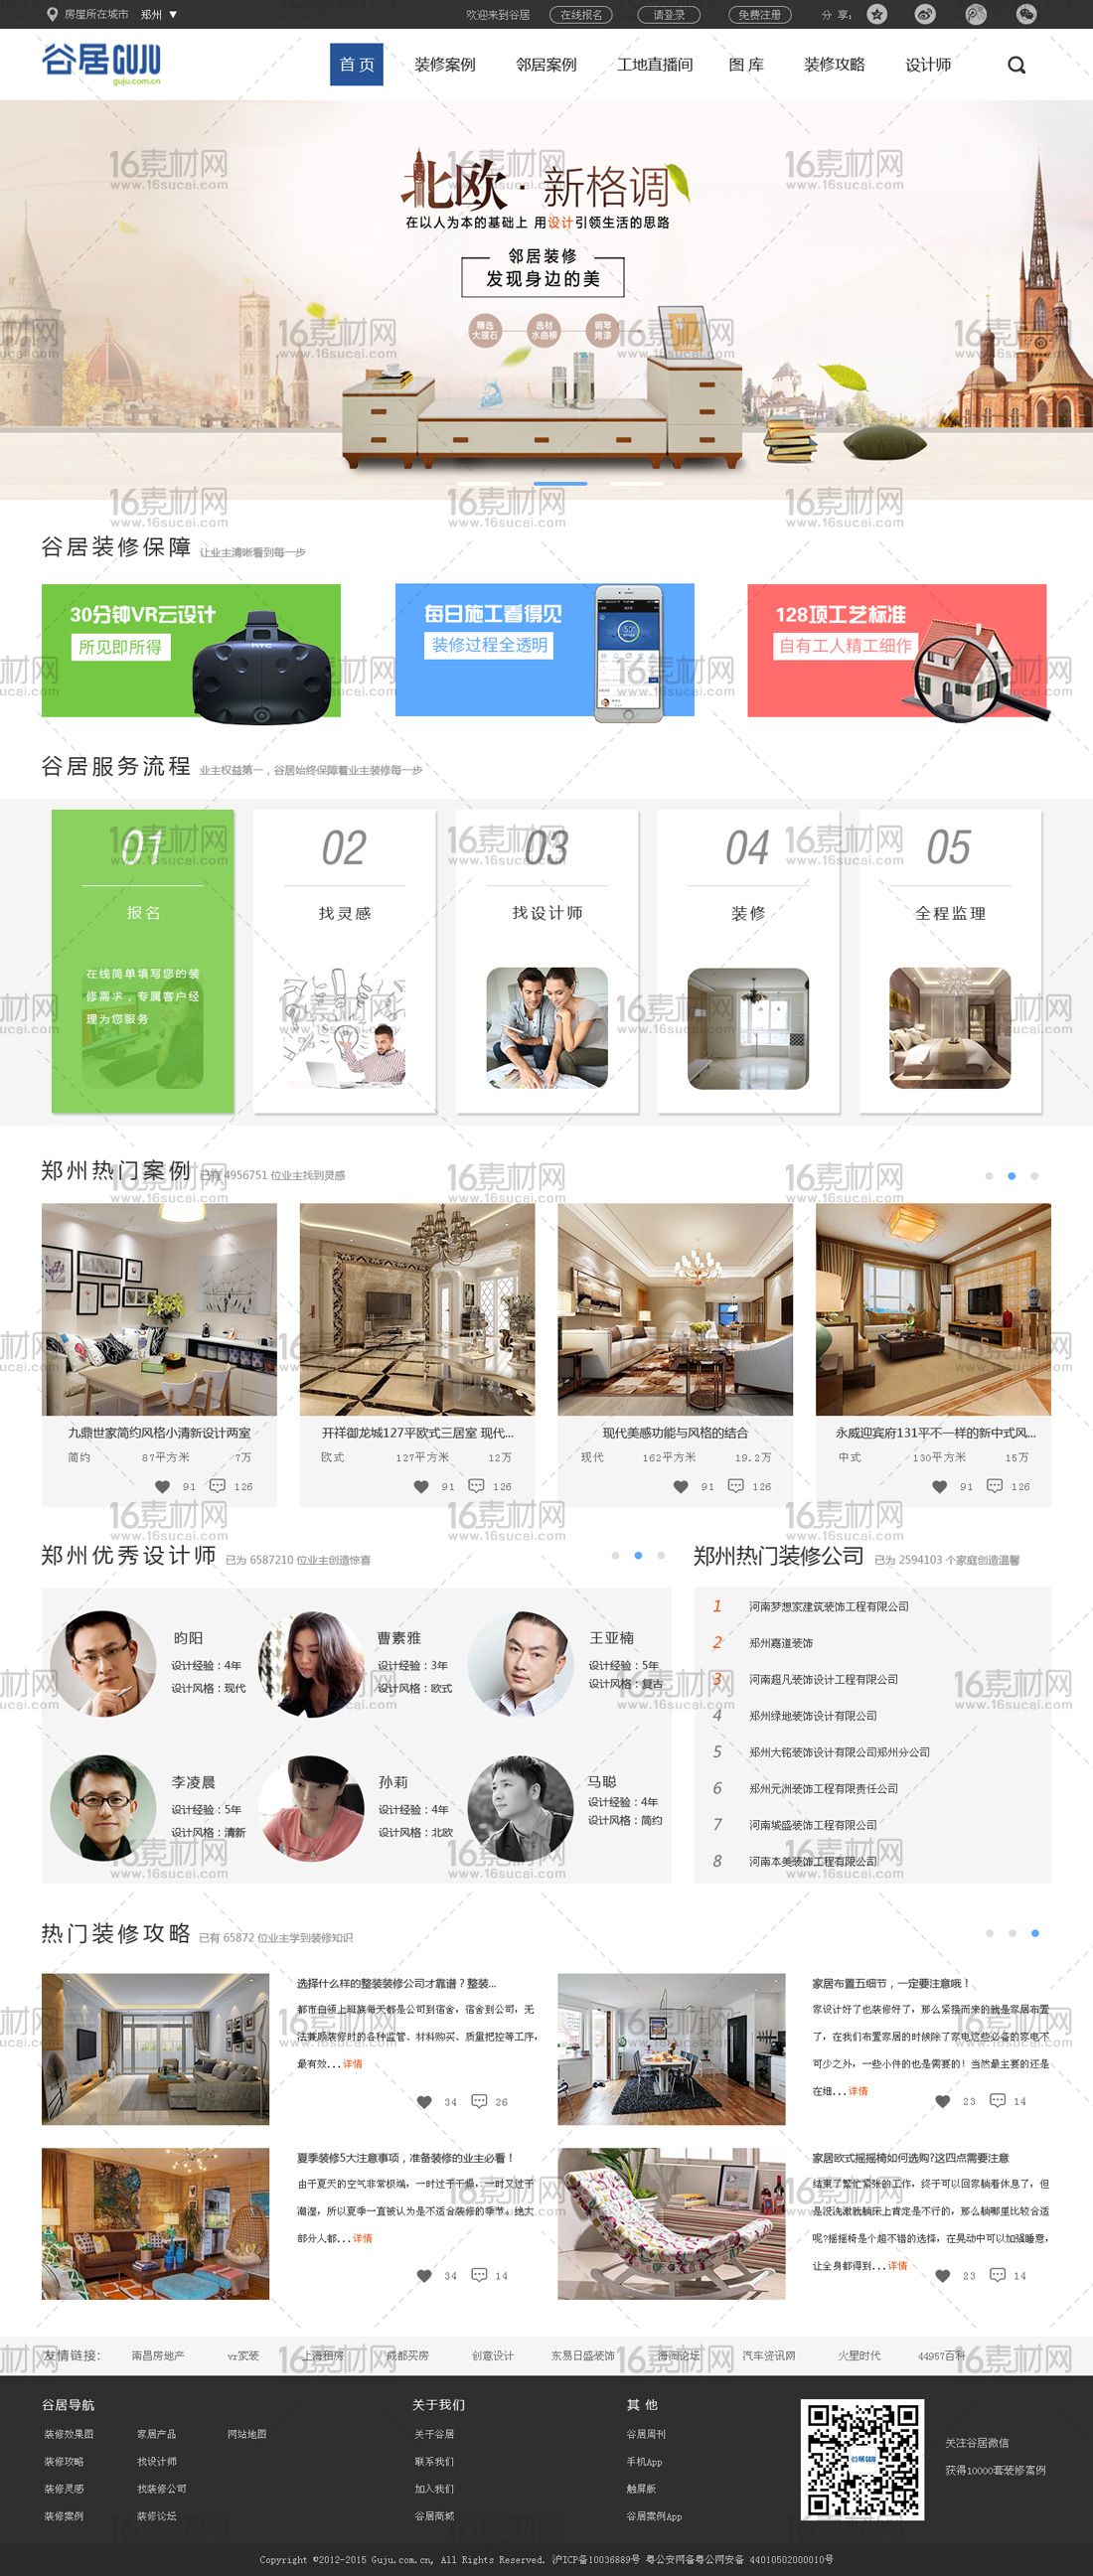 房屋所在城市 郑州 ▼
欢迎来到谷居 在线报名 请登录 免费注册 分 享:
谷居GUJU
guju.com.cn
首 页 装修案例 邻居案例 工地直播间 图 库 装修攻略 设计师
北欧·新格调
在以人为本的基础上 用设计引领生活的思路
邻居装修
发现身边的美
精选 大理石 选材 水曲柳 钢琴 烤漆
16素材网
www.16sucai.com
谷居装修保障 让业主清晰看到每一步
30分钟VR云设计
所见即所得
每日施工看得见
装修过程全透明
128项工艺标准
自有工人精工细作
谷居服务流程 业主权益第一，谷居始终保障着业主装修每一步
01 02 03 04 05
报名 找灵感 找设计师 装修 全程监理
在线简单填写您的装
修需求，专属客户经
理为您服务
郑州热门案例 已有 4956751 位业主找到灵感
九鼎世家简约风格小清新设计两室
简约 87平方米 7万
91 126
开祥御龙城127平欧式三居室 现代...
欧式 127平方米 12万
91 126
现代美感功能与风格的结合
现代 162平方米 19.2万
91 126
永威迎宾府131平不一样的新中式风...
中式 130平方米 15万
91 126
郑州优秀设计师 已为 6587210 位业主创造惊喜
昀阳
设计经验：4年
设计风格：现代
曹素雅
设计经验：3年
设计风格：欧式
王亚楠
设计经验：5年
设计风格：复古
李凌晨
设计经验：5年
设计风格：清新
孙莉
设计经验：4年
设计风格：北欧
马聪
设计经验：4年
设计风格：简约
郑州热门装修公司 已为 2594103 个家庭创造温馨
1 河南梦想家建筑装饰工程有限公司
2 郑州嘉道装饰
3 河南超凡装饰设计工程有限公司
4 郑州绿地装饰设计有限公司
5 郑州大铭装饰设计有限公司郑州分公司
6 郑州元洲装饰工程有限责任公司
7 河南域盛装饰工程有限公司
8 河南本美装饰工程有限公司
热门装修攻略 已有 65872 位业主学到装修知识
选择什么样的整装装修公司才靠谱？整装...
都市白领上班族每天都是公司到宿舍，宿舍到公司，无
法兼顾装修时的各种监管、材料购买、质量把控等工序，
最有效...详情
34 26
家居布置五细节，一定要注意哦！
家设计好了也装修好了，那么紧接而来的就是家居布置
了，在我们布置家居的时候除了家电这些必备的家电不
可少之外，一些小件的也是需要的！当然最主要的还是
在细...详情
23 14
夏季装修5大注意事项，准备装修的业主必看！
由于夏天的空气非常极端，一时过于干燥，一时又过于
潮湿，所以夏季一直被认为是不适合装修的季节。绝大
部分人都...详情
34 14
家居欧式摇摇椅如何选购?这四点需要注意
结束了繁忙紧张的工作，终于可以回家躺着休息了，但
是没洗漱就躺床上肯定是不行的，那么躺哪里比较合适
呢?摇摇椅是个超不错的选择，在晃动中可以加强睡意，
让全身都得到...详情
23 14
友情链接： 南昌房地产 vr家装 上海租房 成都买房 创意设计 东易日盛装饰 海南论坛 汽车资讯网 火星时代 44957百科
谷居导航
装修效果图 家居产品 网站地图
装修攻略 找设计师
装修灵感 找装修公司
装修案例 装修论坛
关于我们
关于谷居
联系我们
加入我们
谷居商城
其 他
谷居周刊
手机App
触屏版
谷居案例App
关注谷居微信
获得10000套装修案例
Copyright ©2012-2015 Guju.com.cn, All Rights Reserved. 沪ICP备10036889号 粤公安网备粤公网安备 44010502000010号